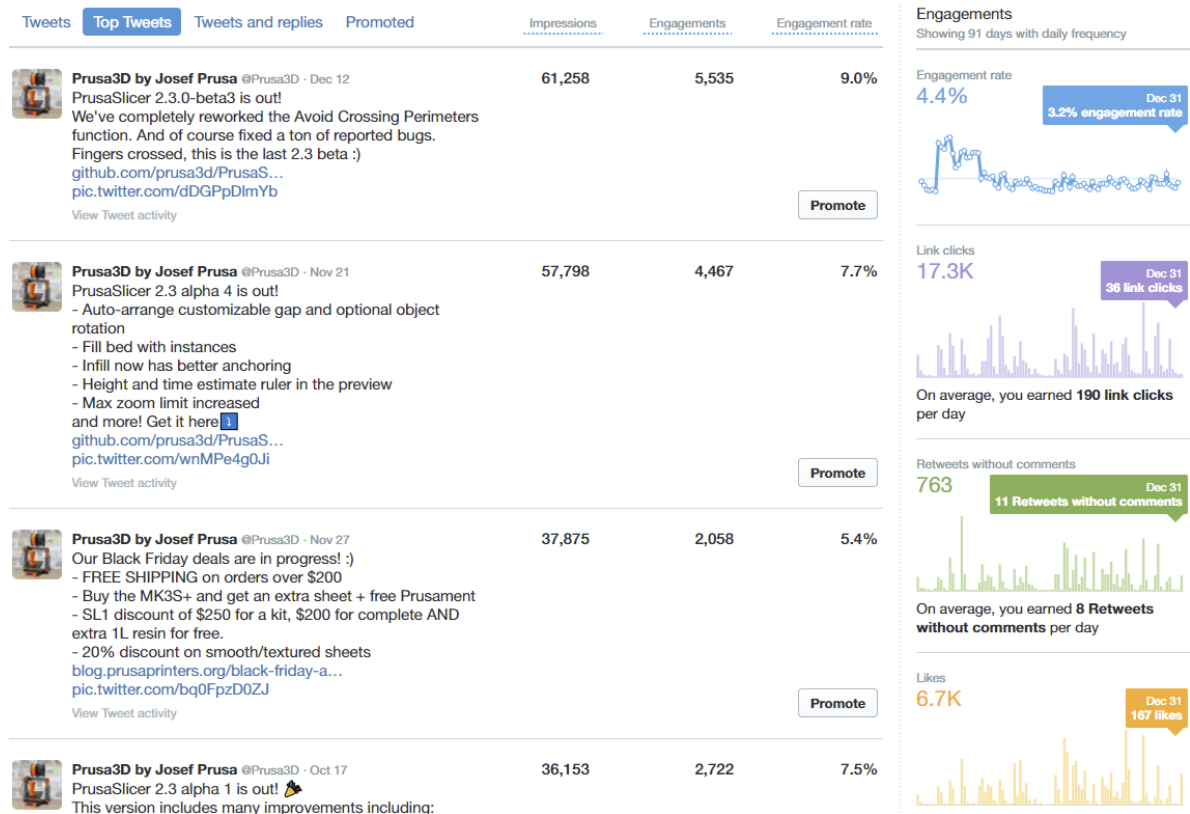 Tweets Top Tweets Tweets and replies Promoted Impressions Engagements Engagement rate
Prusa3D by Josef Prusa @Prusa3D · Dec 12 61,258 5,535 9.0%
PrusaSlicer 2.3.0-beta3 is out!
We've completely reworked the Avoid Crossing Perimeters
function. And of course fixed a ton of reported bugs.
Fingers crossed, this is the last 2.3 beta :)
github.com/prusa3d/PrusaS…
pic.twitter.com/dDGPpDlmYb
View Tweet activity
Promote
Prusa3D by Josef Prusa @Prusa3D · Nov 21 57,798 4,467 7.7%
PrusaSlicer 2.3 alpha 4 is out!
- Auto-arrange customizable gap and optional object
rotation
- Fill bed with instances
- Infill now has better anchoring
- Height and time estimate ruler in the preview
- Max zoom limit increased
and more! Get it here⤵️
github.com/prusa3d/PrusaS…
pic.twitter.com/wnMPe4g0Ji
View Tweet activity
Promote
Prusa3D by Josef Prusa @Prusa3D · Nov 27 37,875 2,058 5.4%
Our Black Friday deals are in progress! :)
- FREE SHIPPING on orders over $200
- Buy the MK3S+ and get an extra sheet + free Prusament
- SL1 discount of $250 for a kit, $200 for complete AND
extra 1L resin for free.
- 20% discount on smooth/textured sheets
blog.prusaprinters.org/black-friday-a…
pic.twitter.com/bq0FpzD0ZJ
View Tweet activity
Promote
Prusa3D by Josef Prusa @Prusa3D · Oct 17 36,153 2,722 7.5%
PrusaSlicer 2.3 alpha 1 is out! 🎉
This version includes many improvements including:
Engagements
Showing 91 days with daily frequency
Engagement rate
4.4%
Dec 31
3.2% engagement rate
Link clicks
17.3K
Dec 31
36 link clicks
On average, you earned 190 link clicks
per day
Retweets without comments
763
Dec 31
11 Retweets without comments
On average, you earned 8 Retweets
without comments per day
Likes
6.7K
Dec 31
167 likes